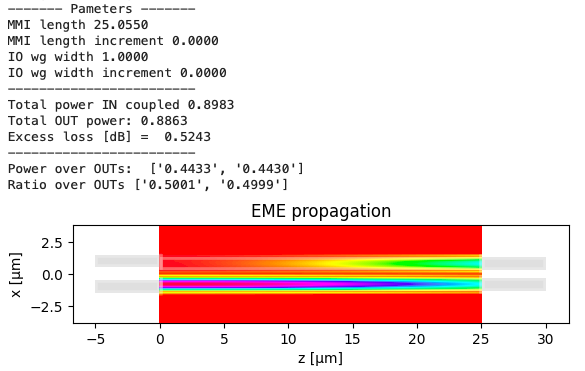 ------- Pameters -------
MMI length 25.0550
MMI length increment 0.0000
IO wg width 1.0000
IO wg width increment 0.0000
------------------------
Total power IN coupled 0.8983
Total OUT power: 0.8863
Excess loss [dB] =  0.5243
------------------------
Power over OUTs:  ['0.4433', '0.4430']
Ratio over OUTs ['0.5001', '0.4999']
EME propagation
2.5
0.0
−2.5
x [μm]
−5 0 5 10 15 20 25 30
z [μm]